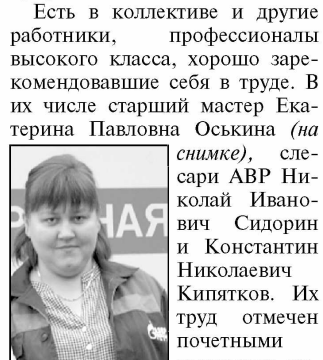 Есть в коллективе и другие
работники, профессионалы
высокого класса, хорошо заре-
комендовавшие себя в труде. В
их числе старший мастер Ека-
терина Павловна Оськина (на
снимке), сле-
сари АВР Ни-
колай Ивано-
вич Сидорин
и Константин
Николаевич
Кипятков. Их
труд отмечен
почетными